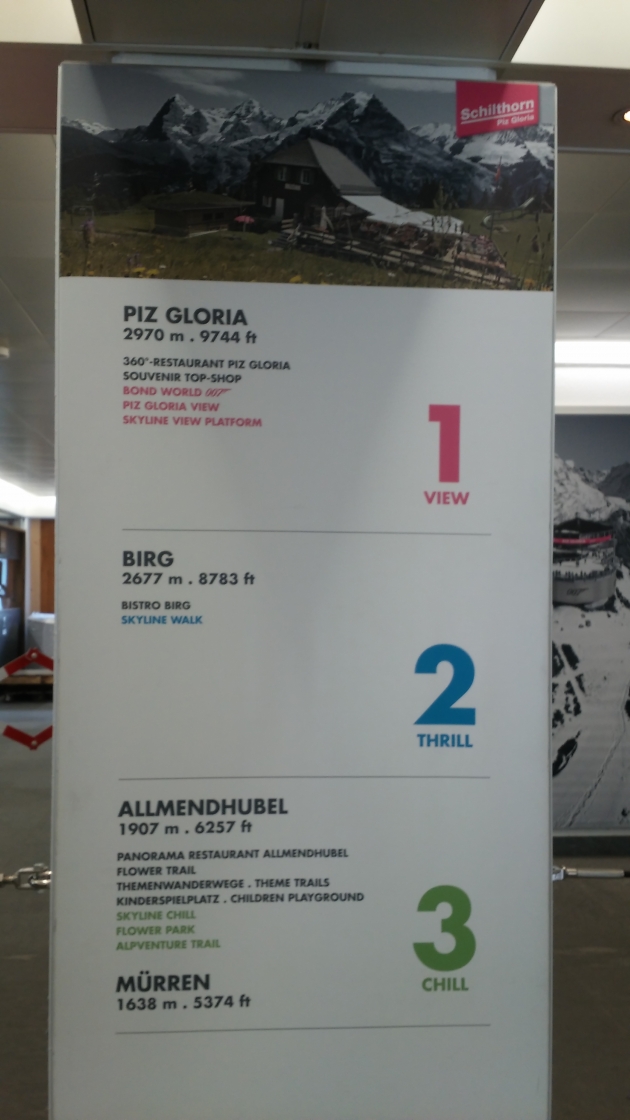 Schilthorn
Piz Gloria
PIZ GLORIA
2970 m . 9744 ft
360°-RESTAURANT PIZ GLORIA
SOUVENIR TOP-SHOP
BOND WORLD 007
PIZ GLORIA VIEW
SKYLINE VIEW PLATFORM
1
VIEW
BIRG
2677 m . 8783 ft
BISTRO BIRG
SKYLINE WALK
2
THRILL
ALLMENDHUBEL
1907 m . 6257 ft
PANORAMA RESTAURANT ALLMENDHUBEL
FLOWER TRAIL
THEMENWANDERWEGE . THEME TRAILS
KINDERSPIELPLATZ . CHILDREN PLAYGROUND
SKYLINE CHILL
FLOWER PARK
ALPVENTURE TRAIL
3
CHILL
MÜRREN
1638 m . 5374 ft
007